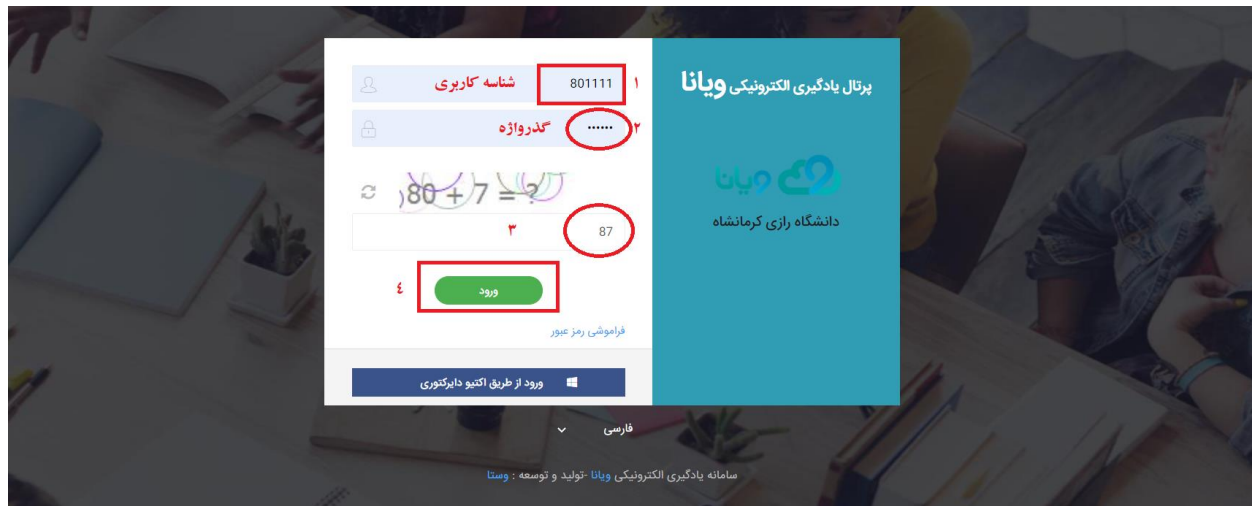 پرتال یادگیری الکترونیکی ویانا
ویانا
دانشگاه رازی کرمانشاه
۱ 801111 شناسه کاربری
۲ •••••• گذرواژه
80 + 7 = ?
87 ۳
ورود ٤
فراموشی رمز عبور
ورود از طریق اکتیو دایرکتوری
فارسی
سامانه یادگیری الکترونیکی ویانا -تولید و توسعه : وستا